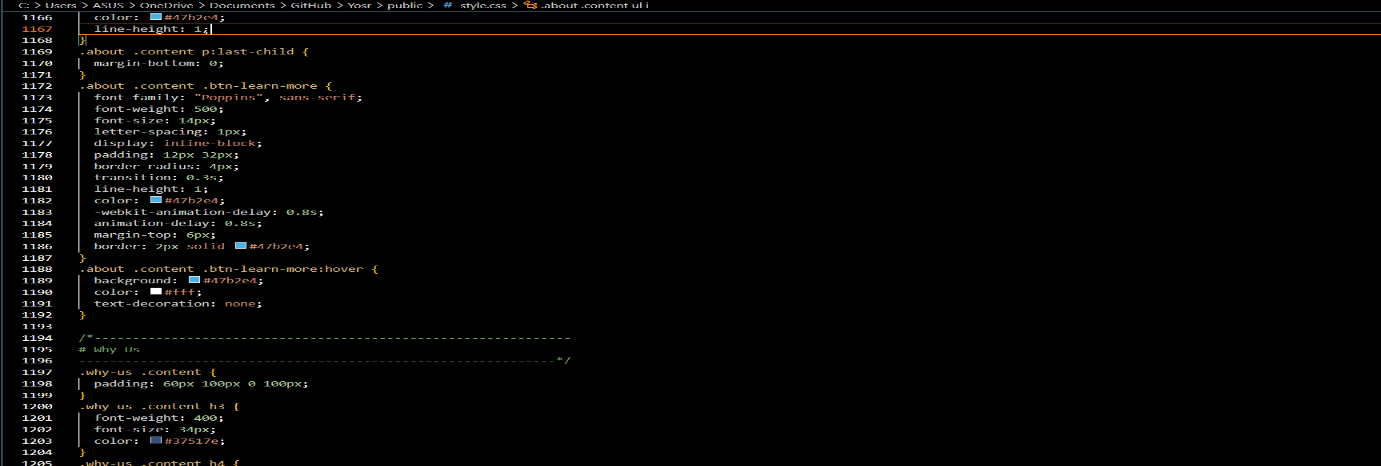 C: > Users > ASUS > OneDrive > Documents > GitHub > Yosr > public > # style.css > .about .content ul i
1166 color: #47b2e4;
1167 line-height: 1;
1168 }
1169 .about .content p:last-child {
1170 margin-bottom: 0;
1171 }
1172 .about .content .btn-learn-more {
1173 font-family: "Poppins", sans-serif;
1174 font-weight: 500;
1175 font-size: 14px;
1176 letter-spacing: 1px;
1177 display: inline-block;
1178 padding: 12px 32px;
1179 border-radius: 4px;
1180 transition: 0.3s;
1181 line-height: 1;
1182 color: #47b2e4;
1183 -webkit-animation-delay: 0.8s;
1184 animation-delay: 0.8s;
1185 margin-top: 6px;
1186 border: 2px solid #47b2e4;
1187 }
1188 .about .content .btn-learn-more:hover {
1189 background: #47b2e4;
1190 color: #fff;
1191 text-decoration: none;
1192 }
1193
1194 /*--------------------------------------------------------------
1195 # Why Us
1196 --------------------------------------------------------------*/
1197 .why-us .content {
1198 padding: 60px 100px 0 100px;
1199 }
1200 .why-us .content h3 {
1201 font-weight: 400;
1202 font-size: 34px;
1203 color: #37517e;
1204 }
1205 .why-us .content h4 {